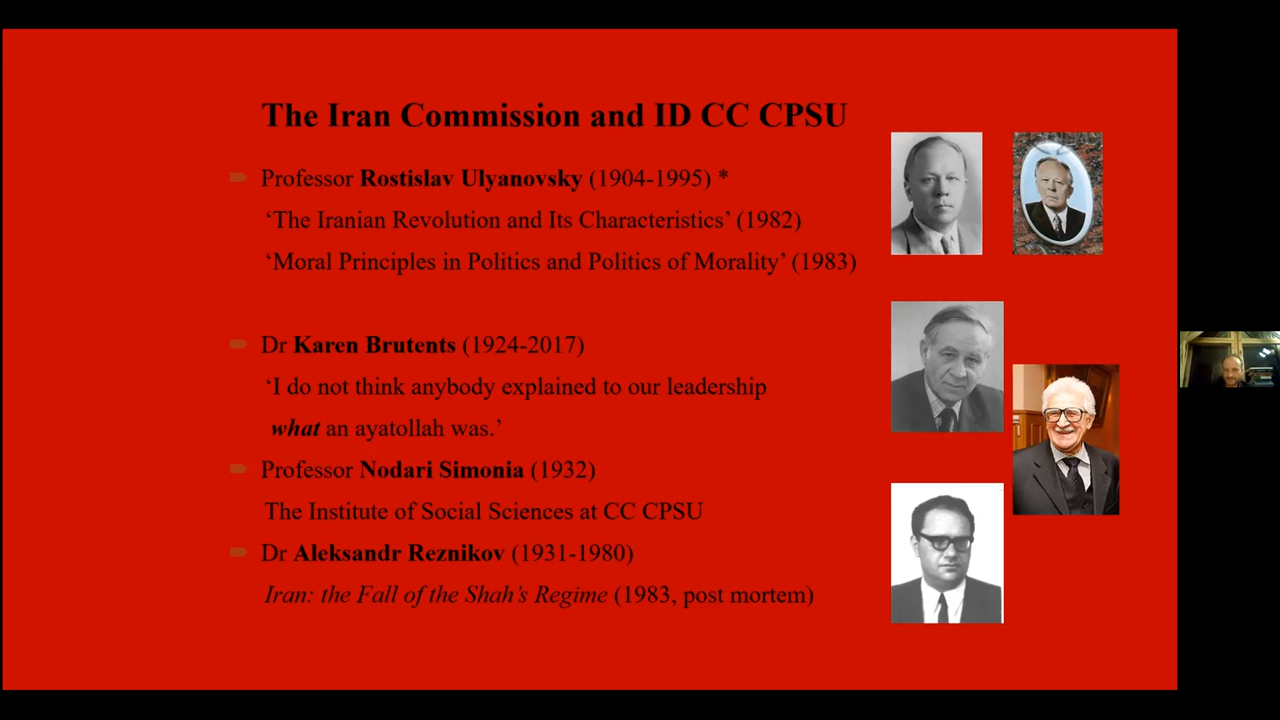 The Iran Commission and ID CC CPSU
Professor Rostislav Ulyanovsky (1904-1995) *
‘The Iranian Revolution and Its Characteristics’ (1982)
‘Moral Principles in Politics and Politics of Morality’ (1983)
Dr Karen Brutents (1924-2017)
‘I do not think anybody explained to our leadership
what an ayatollah was.’
Professor Nodari Simonia (1932)
The Institute of Social Sciences at CC CPSU
Dr Aleksandr Reznikov (1931-1980)
Iran: the Fall of the Shah’s Regime (1983, post mortem)